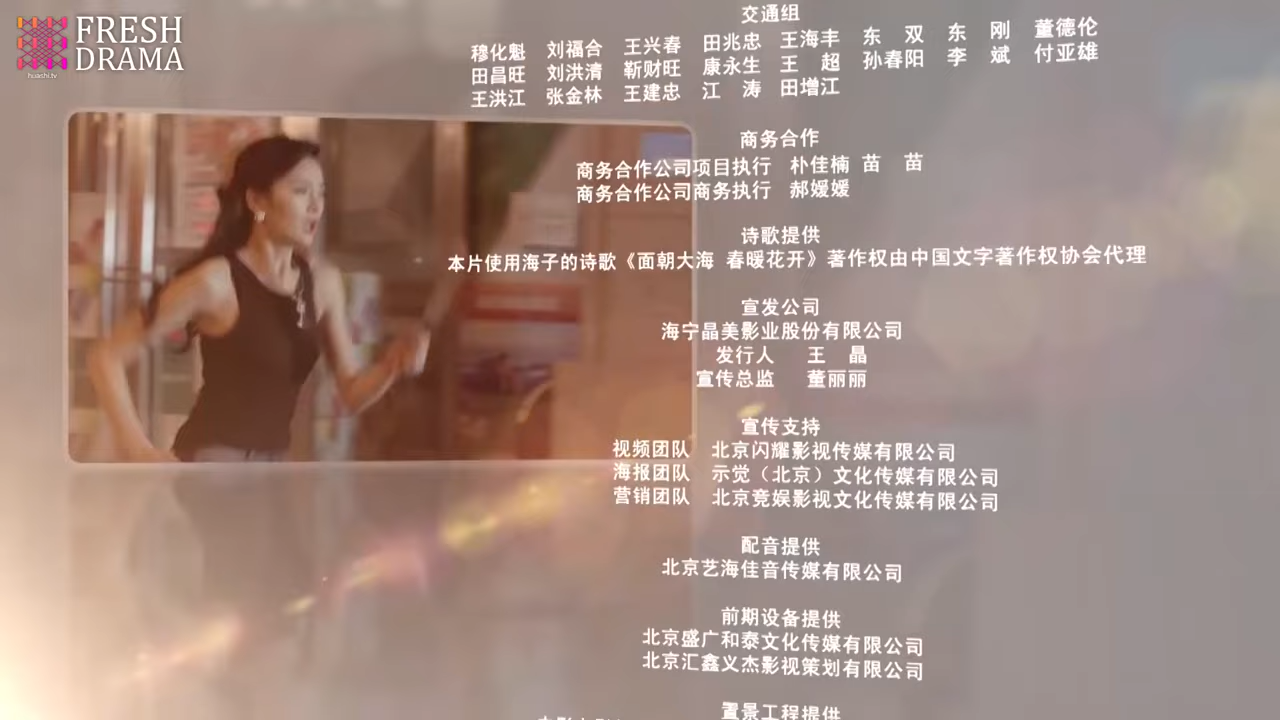 FRESH
DRAMA
huashi.tv
交通组
穆化魁 刘福合 王兴春 田兆忠 王海丰 东 双 东 刚 董德伦
田昌旺 刘洪清 靳财旺 康永生 王 超 孙春阳 李 斌 付亚雄
王洪江 张金林 王建忠 江 涛 田增江
商务合作
商务合作公司项目执行 朴佳楠 苗 苗
商务合作公司商务执行 郝媛媛
诗歌提供
本片使用海子的诗歌《面朝大海 春暖花开》著作权由中国文字著作权协会代理
宣发公司
海宁晶美影业股份有限公司
发行人 王 晶
宣传总监 董丽丽
宣传支持
视频团队 北京闪耀影视传媒有限公司
海报团队 示觉（北京）文化传媒有限公司
营销团队 北京竞娱影视文化传媒有限公司
配音提供
北京艺海佳音传媒有限公司
前期设备提供
北京盛广和泰文化传媒有限公司
北京汇鑫义杰影视策划有限公司
置景工程提供